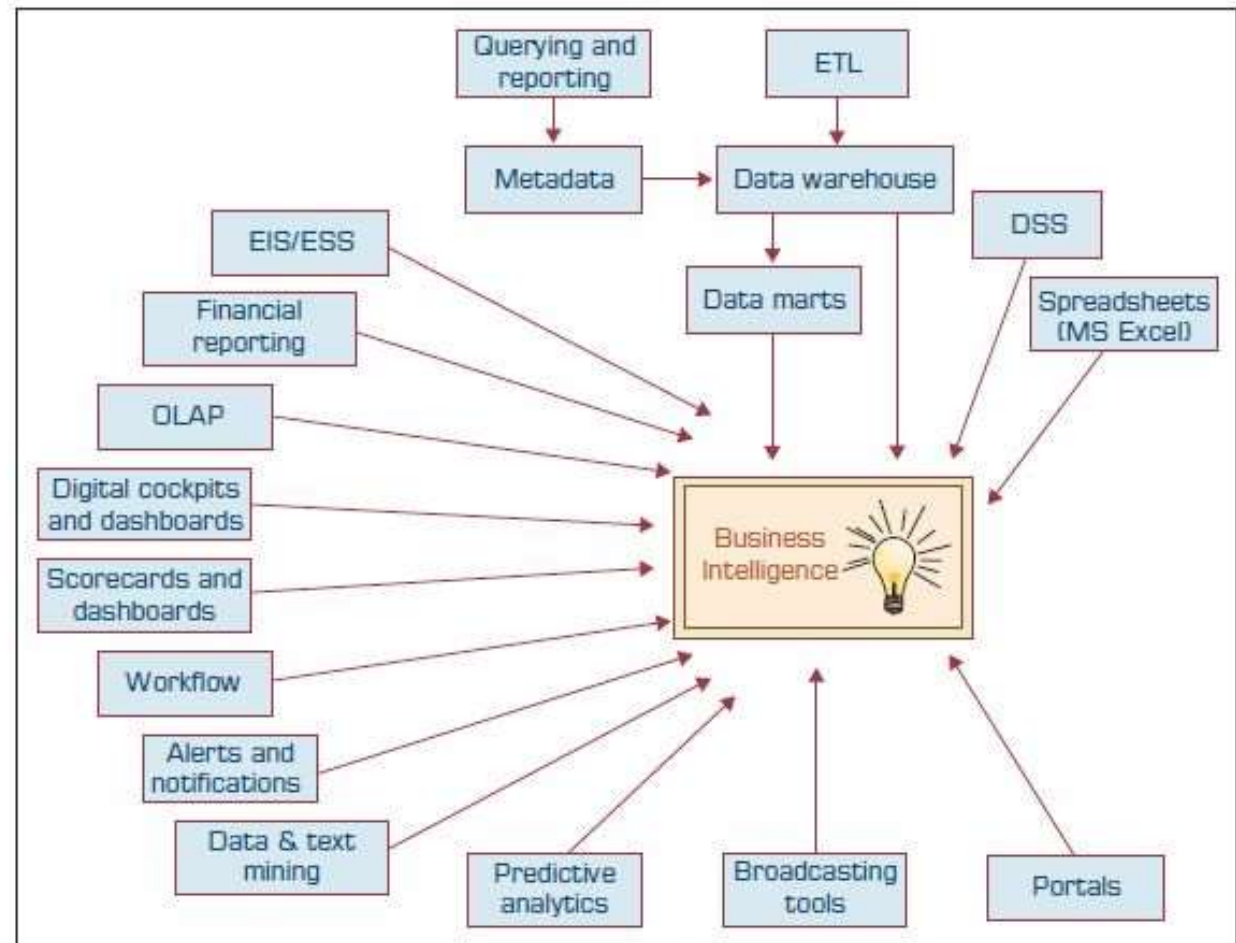 Querying and
reporting
ETL
Metadata
Data warehouse
DSS
EIS/ESS
Data marts
Spreadsheets
(MS Excel)
Financial
reporting
OLAP
Digital cockpits
and dashboards
Business
Intelligence
Scorecards and
dashboards
Workflow
Alerts and
notifications
Data & text
mining
Predictive
analytics
Broadcasting
tools
Portals